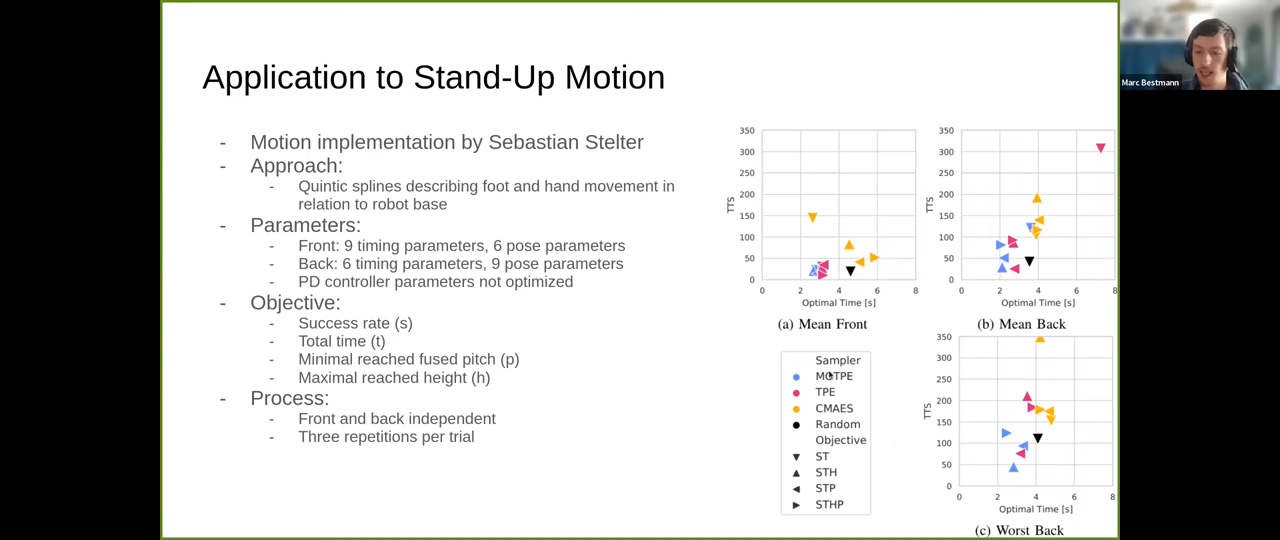 Application to Stand-Up Motion
- Motion implementation by Sebastian Stelter
- Approach:
- Quintic splines describing foot and hand movement in
relation to robot base
- Parameters:
- Front: 9 timing parameters, 6 pose parameters
- Back: 6 timing parameters, 9 pose parameters
- PD controller parameters not optimized
- Objective:
- Success rate (s)
- Total time (t)
- Minimal reached fused pitch (p)
- Maximal reached height (h)
- Process:
- Front and back independent
- Three repetitions per trial
350
300
250
200
150
100
50
0
TTS
0 2 4 6 8
Optimal Time [s]
(a) Mean Front
350
300
250
200
150
100
50
0
TTS
0 2 4 6 8
Optimal Time [s]
(b) Mean Back
Sampler
MOTPE
TPE
CMAES
Random
Objective
ST
STH
STP
STHP
350
300
250
200
150
100
50
0
TTS
0 2 4 6 8
Optimal Time [s]
(c) Worst Back
Marc Bestmann